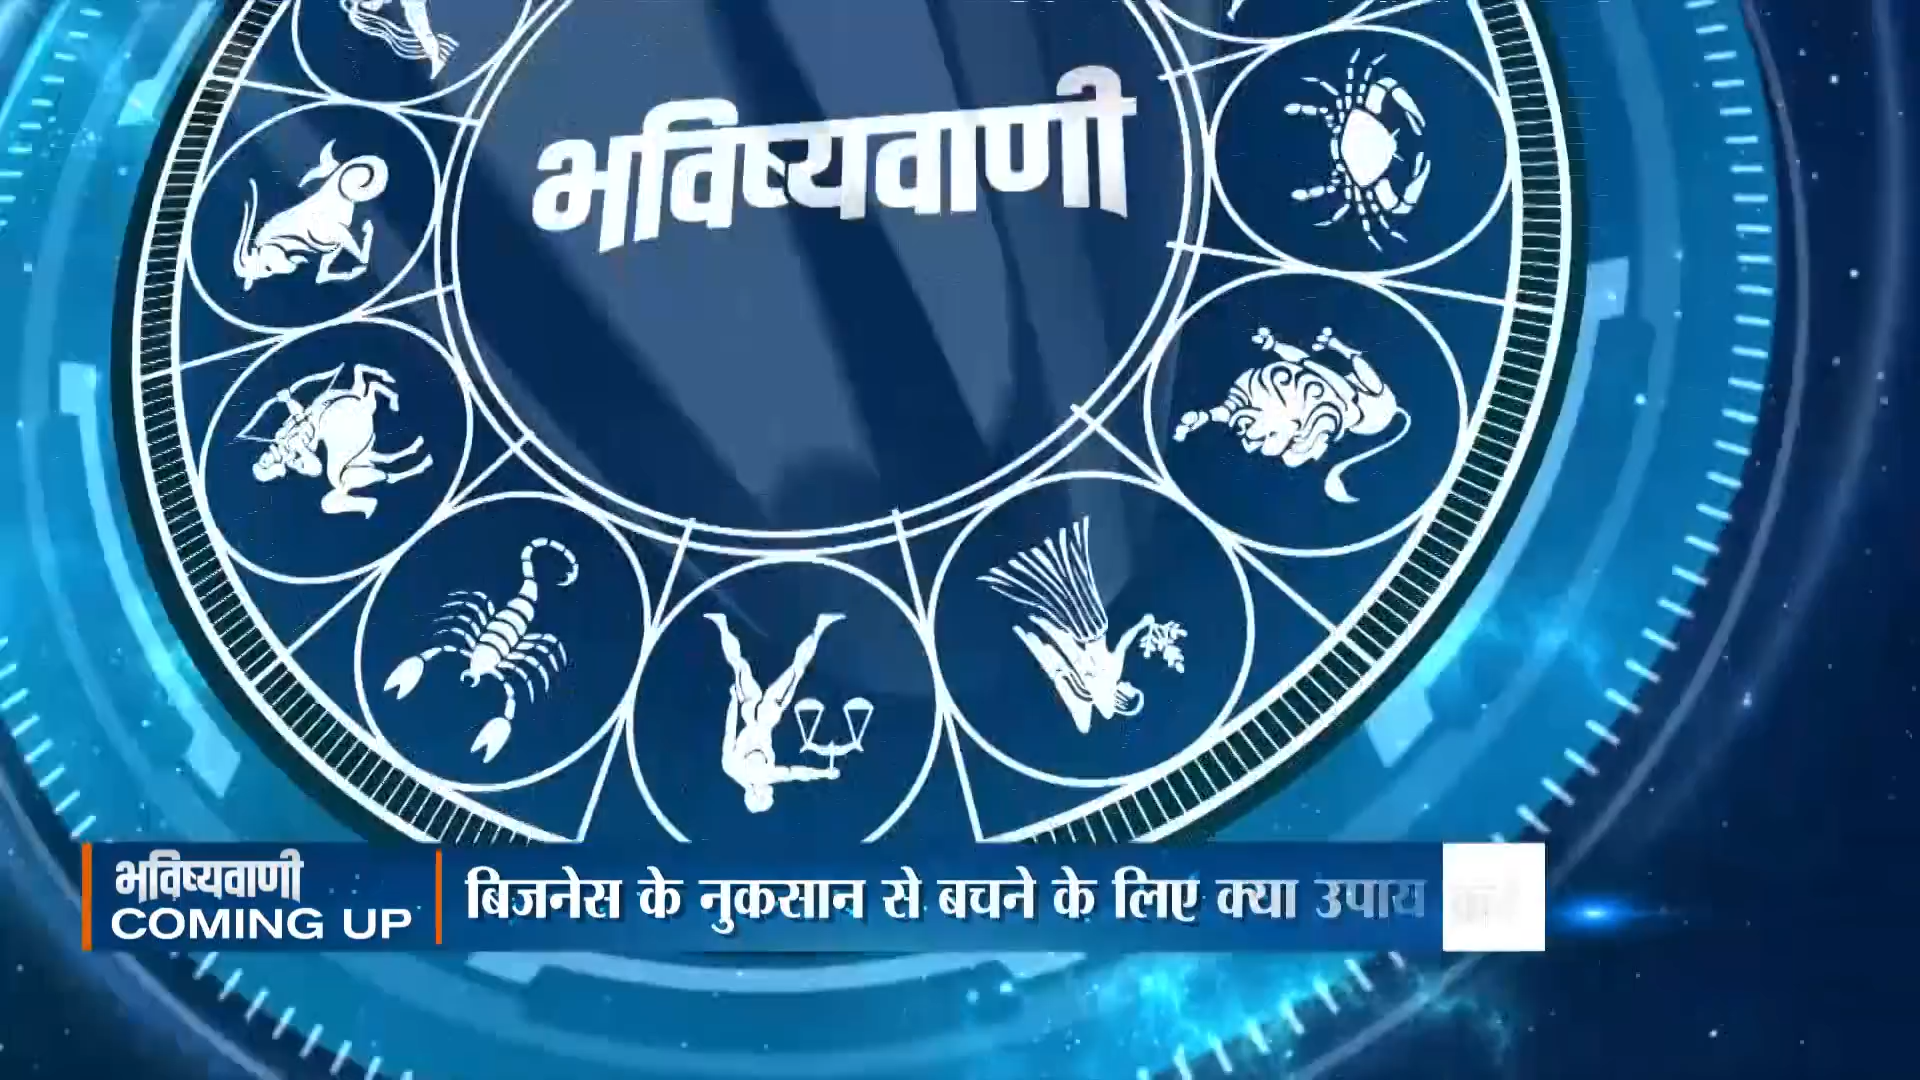 भविष्यवाणी
भविष्यवाणी
COMING UP
बिजनेस के नुकसान से बचने के लिए क्या उपाय